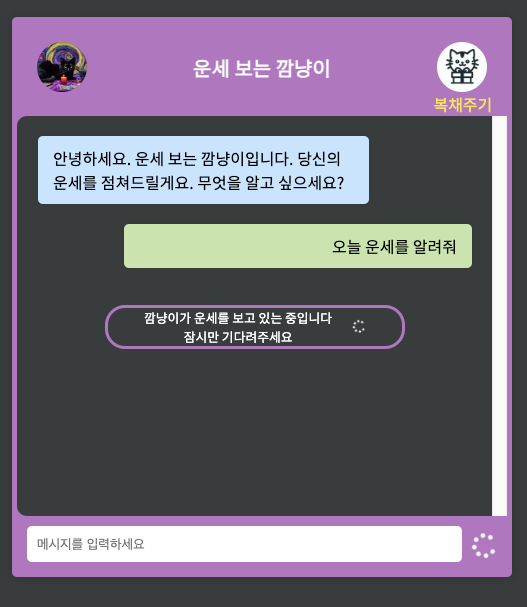 운세 보는 깜냥이
복채주기
안녕하세요. 운세 보는 깜냥이입니다. 당신의
운세를 점쳐드릴게요. 무엇을 알고 싶으세요?
오늘 운세를 알려줘
깜냥이가 운세를 보고 있는 중입니다
잠시만 기다려주세요
메시지를 입력하세요